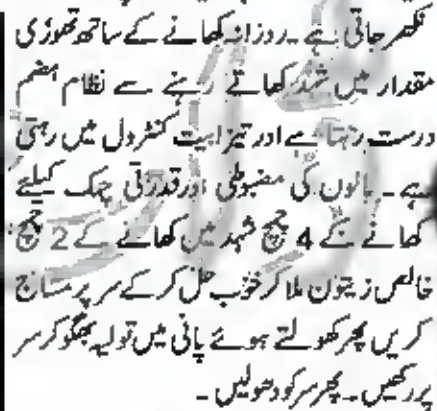 نکھر جاتی ہے۔ روزانہ کھانے کے ساتھ تھوڑی
مقدار میں شہد کھاتے رہنے سے نظام ہضم
درست رہتا ہے اور تیزابیت کنٹرول میں رہتی
ہے۔ بالوں کی مضبوطی اور قدرتی چمک کیلئے
کھانے کے 4 چمچ شہد میں کھانے کے 2 چمچ
خالص زیتون ملا کر خوب حل کر کے سر پر مساج
کریں پھر کھولتے ہوئے پانی میں تولیہ بھگو کر سر
پر رکھیں۔ پھر سر کو دھولیں۔